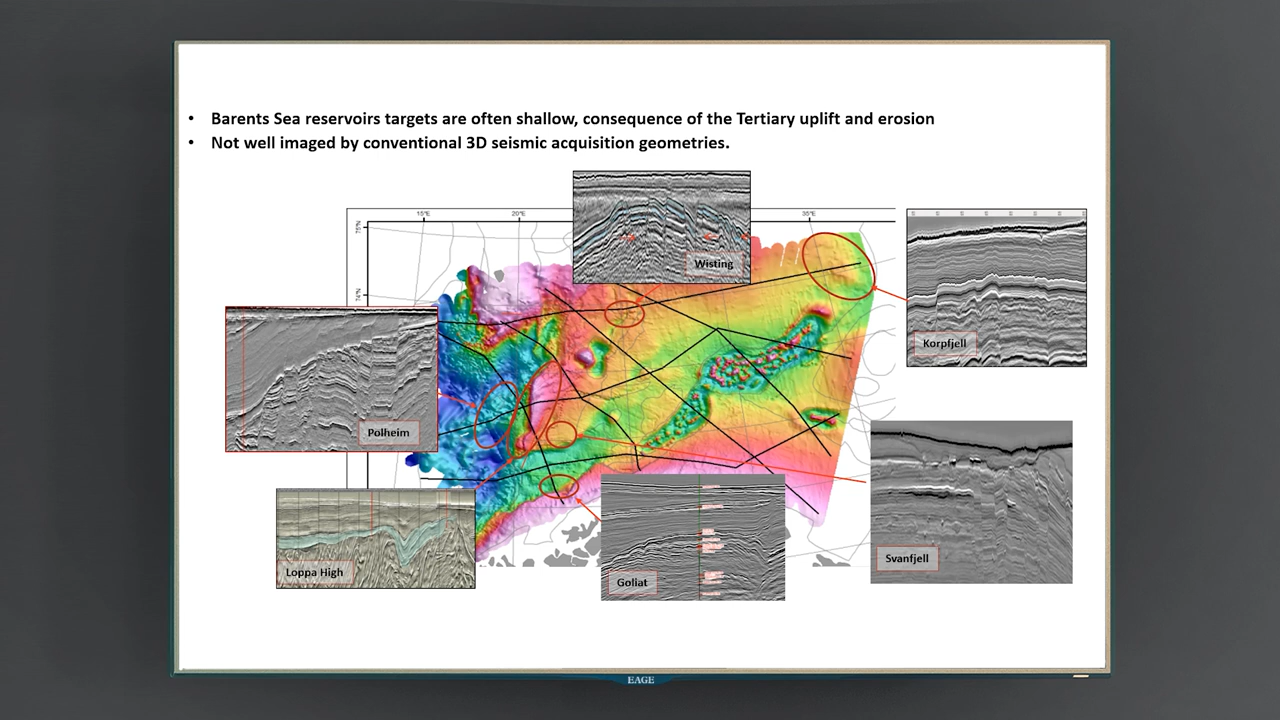 • Barents Sea reservoirs targets are often shallow, consequence of the Tertiary uplift and erosion
• Not well imaged by conventional 3D seismic acquisition geometries.
15°E 20°E 35°E
75°N
74°N
Wisting
Korpfjell
Polheim
Svanfjell
Loppa High
Goliat
EAGE